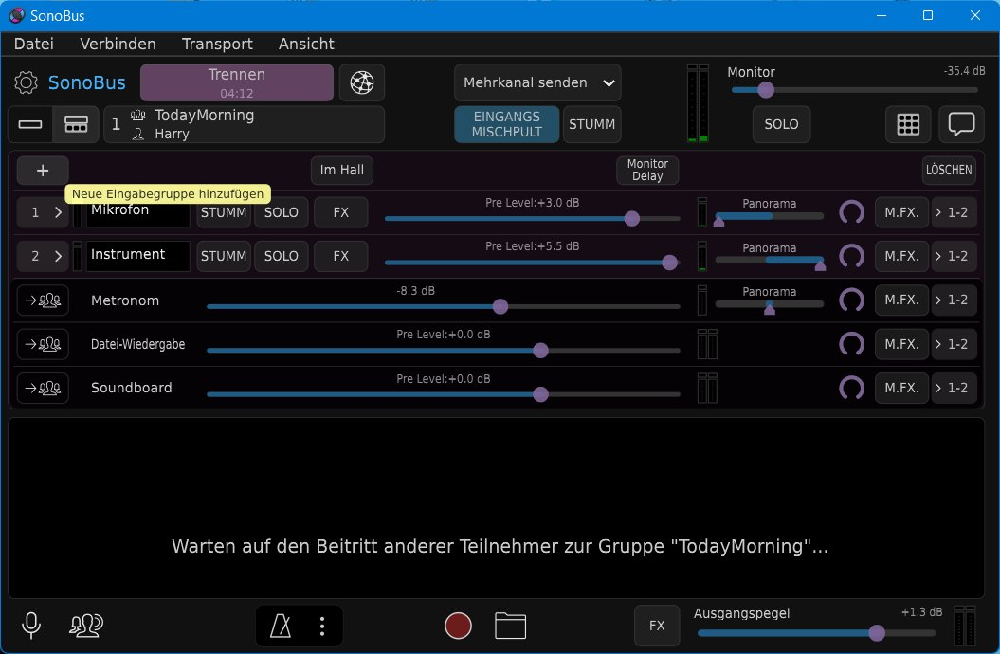 SonoBus
Datei Verbinden Transport Ansicht
SonoBus
Trennen
04:12
Mehrkanal senden
Monitor
-35.4 dB
1
TodayMorning
Harry
EINGANGS
MISCHPULT
STUMM
SOLO
+
Im Hall
Monitor
Delay
LÖSCHEN
Neue Eingabegruppe hinzufügen
1 > Mikrofon STUMM SOLO FX Pre Level:+3.0 dB Panorama M.FX. > 1-2
2 > Instrument STUMM SOLO FX Pre Level:+5.5 dB Panorama M.FX. > 1-2
Metronom -8.3 dB Panorama M.FX. > 1-2
Datei-Wiedergabe Pre Level:+0.0 dB M.FX. > 1-2
Soundboard Pre Level:+0.0 dB M.FX. > 1-2
Warten auf den Beitritt anderer Teilnehmer zur Gruppe "TodayMorning"...
FX
Ausgangspegel
+1.3 dB